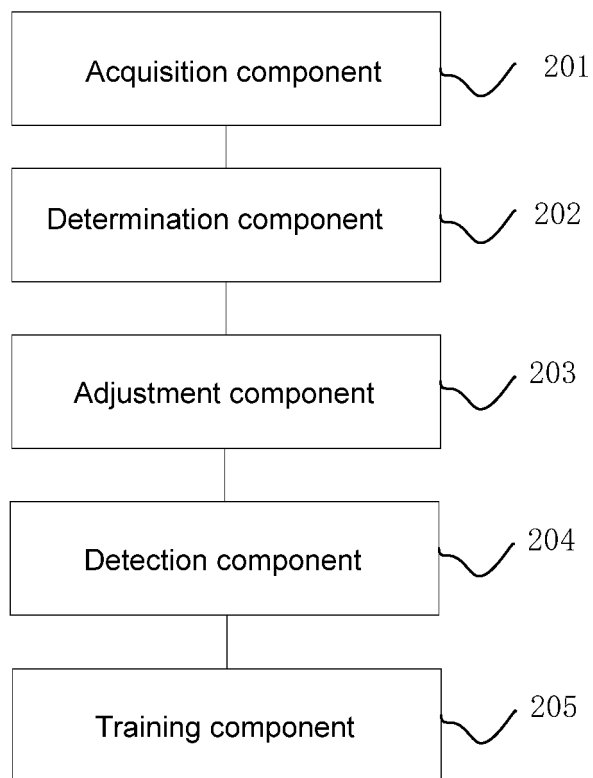 Acquisition component 201
Determination component 202
Adjustment component 203
Detection component 204
Training component 205